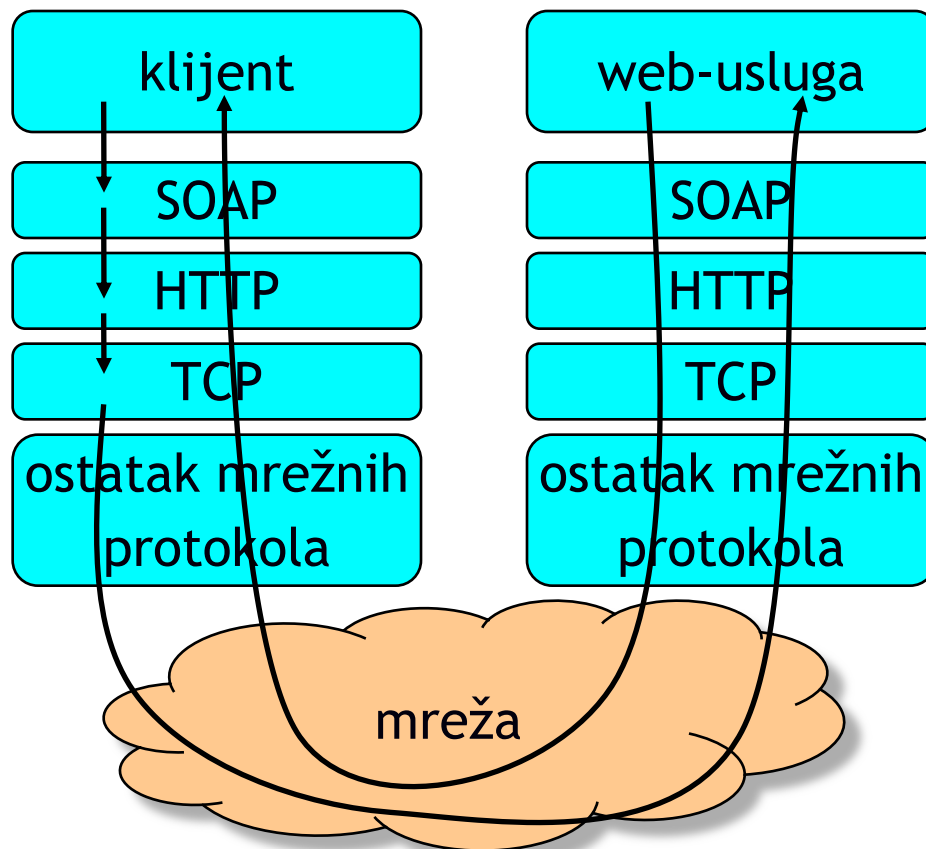 klijent
SOAP
HTTP
TCP
ostatak mrežnih
protokola
web-usluga
SOAP
HTTP
TCP
ostatak mrežnih
protokola
mreža